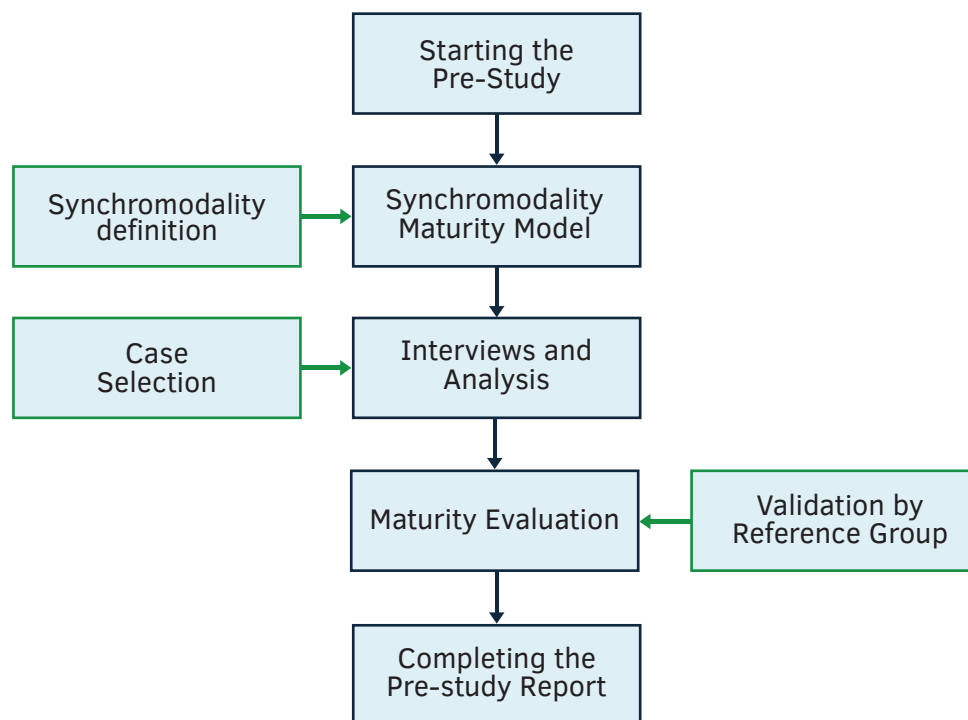 Starting the
Pre-Study
Synchromodality
definition
Synchromodality
Maturity Model
Case
Selection
Interviews and
Analysis
Maturity Evaluation
Validation by
Reference Group
Completing the
Pre-study Report